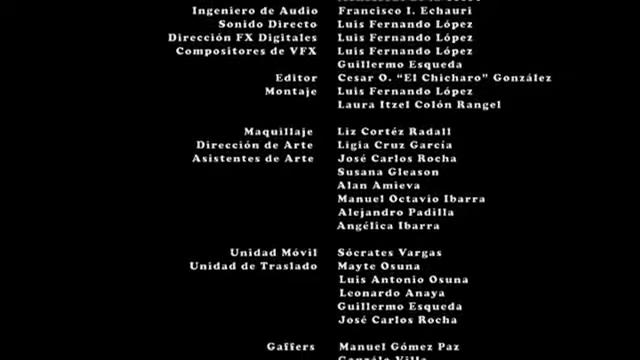 Ingeniero de Audio Francisco I. Echauri
Sonido Directo Luis Fernando López
Dirección FX Digitales Luis Fernando López
Compositores de VFX Luis Fernando López
Guillermo Esqueda
Editor Cesar O. “El Chicharo” González
Montaje Luis Fernando López
Laura Itzel Colón Rangel
Maquillaje Liz Cortéz Radall
Dirección de Arte Ligia Cruz García
Asistentes de Arte José Carlos Rocha
Susana Gleason
Alan Amieva
Manuel Octavio Ibarra
Alejandro Padilla
Angélica Ibarra
Unidad Móvil Sócrates Vargas
Unidad de Traslado Mayte Osuna
Luis Antonio Osuna
Leonardo Anaya
Guillermo Esqueda
José Carlos Rocha
Gaffers Manuel Gómez Paz